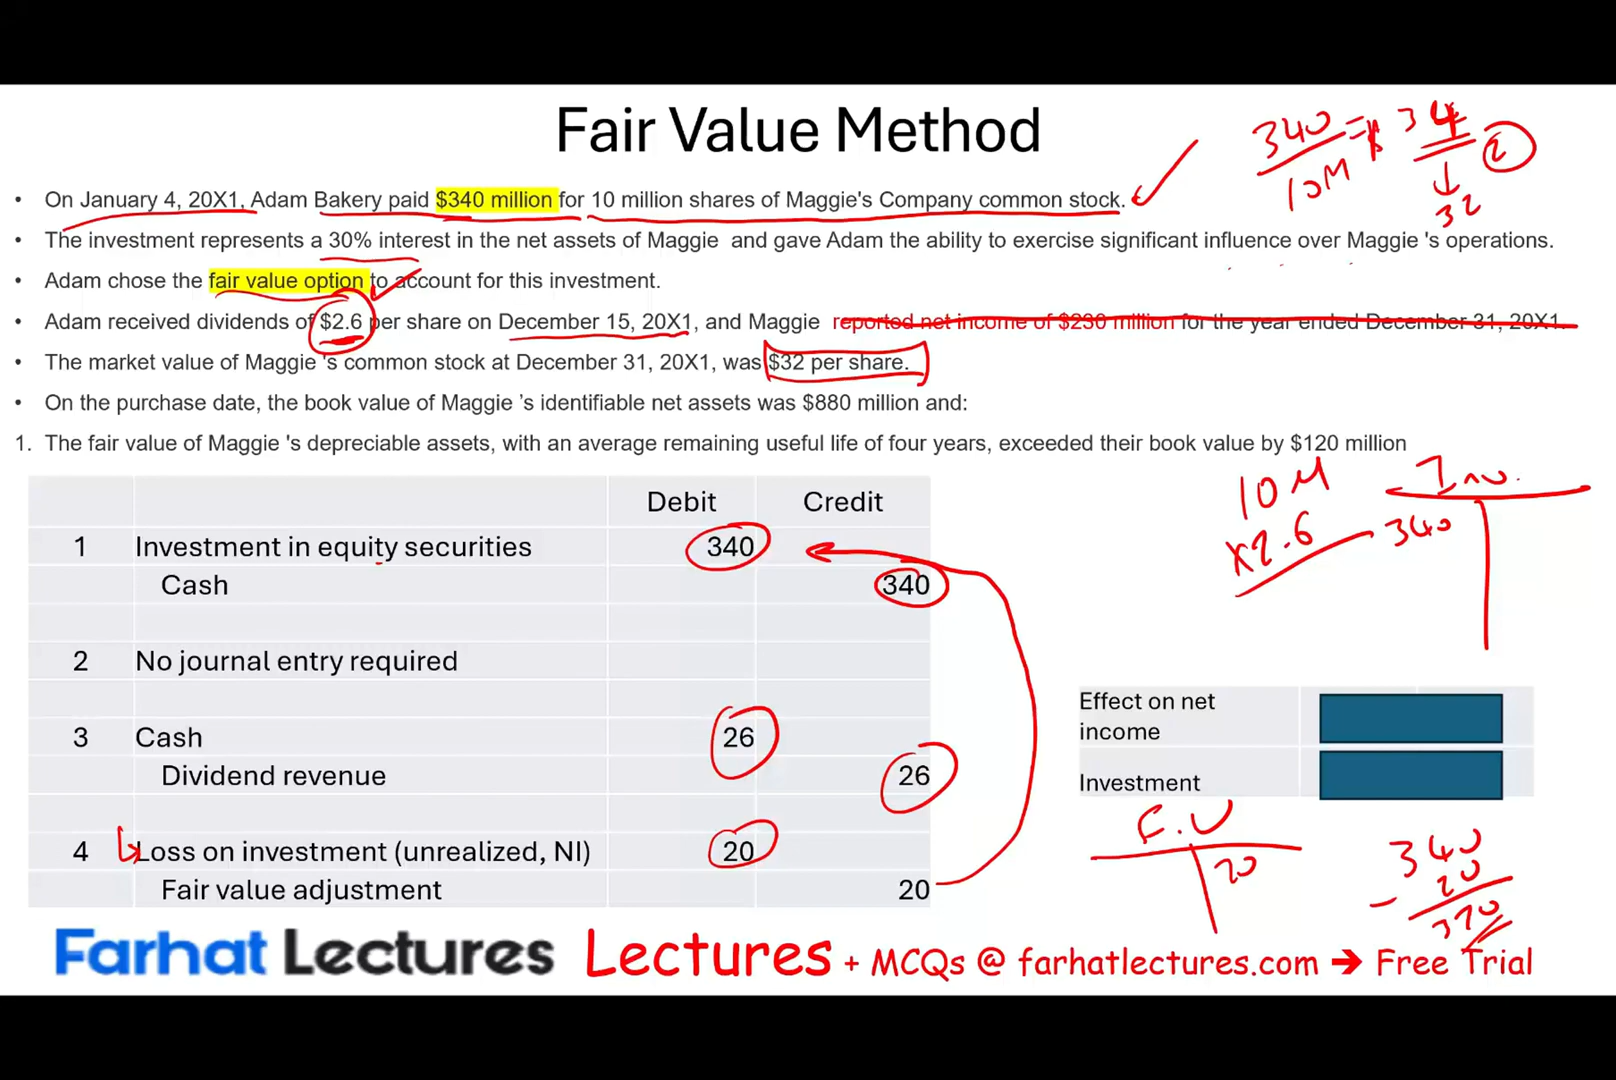 Fair Value Method
340 / 10M = $ 34 ②
↓
32
• On January 4, 20X1, Adam Bakery paid $340 million for 10 million shares of Maggie's Company common stock.
• The investment represents a 30% interest in the net assets of Maggie and gave Adam the ability to exercise significant influence over Maggie 's operations.
• Adam chose the fair value option to account for this investment.
• Adam received dividends of $2.6 per share on December 15, 20X1, and Maggie reported net income of $230 million for the year ended December 31, 20X1.
• The market value of Maggie 's common stock at December 31, 20X1, was $32 per share.
• On the purchase date, the book value of Maggie 's identifiable net assets was $880 million and:
1. The fair value of Maggie 's depreciable assets, with an average remaining useful life of four years, exceeded their book value by $120 million
Debit Credit
1 Investment in equity securities 340
Cash 340
2 No journal entry required
3 Cash 26
Dividend revenue 26
4 Loss on investment (unrealized, NI) 20
Fair value adjustment 20
10M
X2.6
Inv.
340
Effect on net
income
Investment
F.V
20
340
- 20
320
Farhat Lectures Lectures + MCQs @ farhatlectures.com → Free Trial